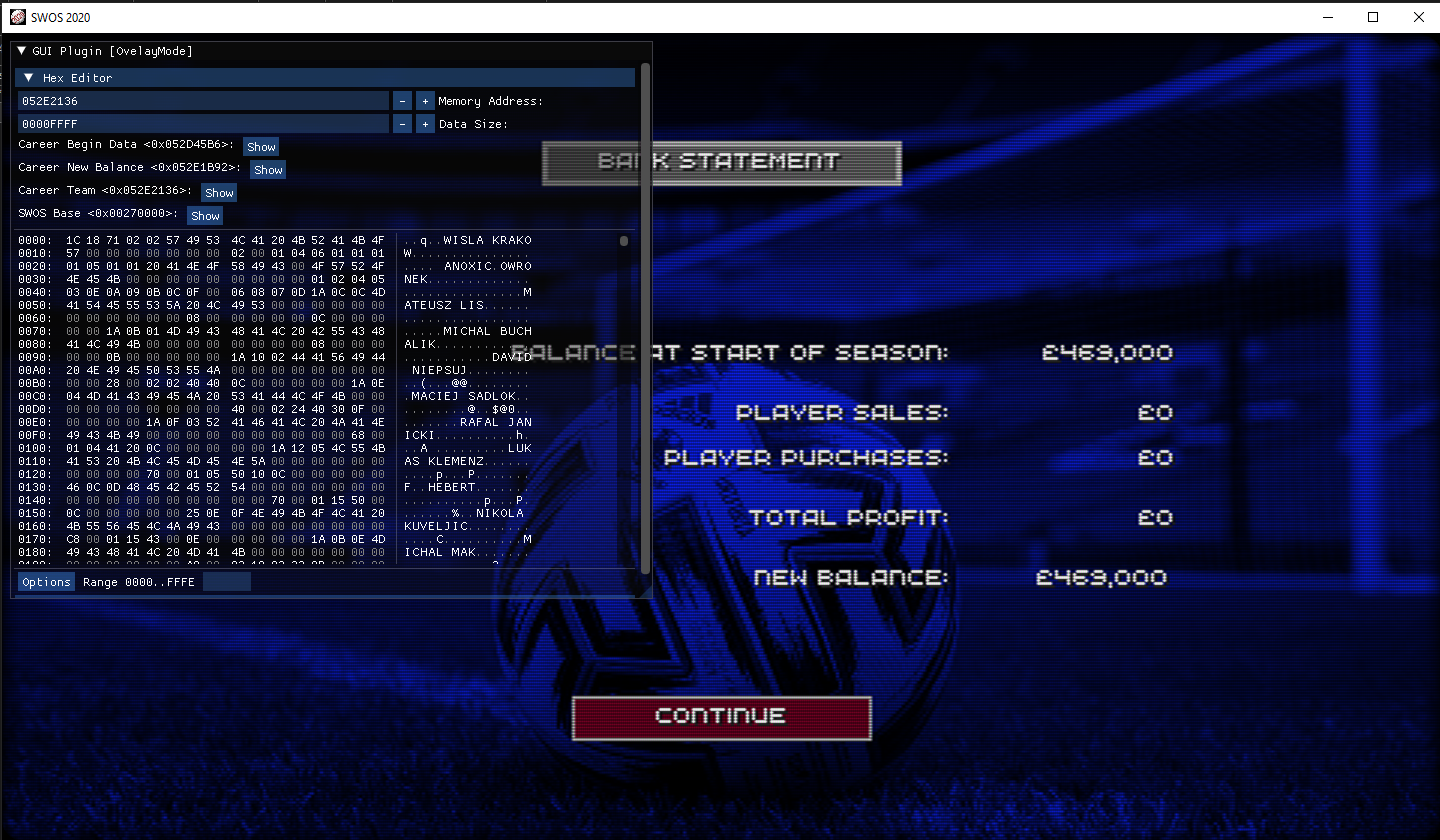 SWOS 2020
GUI Plugin [OvelayMode]
Hex Editor
052E2136 - + Memory Address:
0000FFFF - + Data Size:
Career Begin Data <0x052D45B6>: Show
Career New Balance <0x052E1B92>: Show
Career Team <0x052E2136>: Show
SWOS Base <0x00270000>: Show
0000: 1C 18 71 02 02 57 49 53 4C 41 20 4B 52 41 4B 4F ..q..WISLA KRAKO
0010: 57 00 00 00 00 00 00 00 02 00 01 04 06 01 01 01 W...............
0020: 01 05 01 01 20 41 4E 4F 58 49 43 00 4F 57 52 4F .... ANOXIC.OWRO
0030: 4E 45 4B 00 00 00 00 00 00 00 00 00 01 02 04 05 NEK.............
0040: 03 0E 0A 09 0B 0C 0F 00 06 08 07 0D 1A 0C 0C 4D ...............M
0050: 41 54 45 55 53 5A 20 4C 49 53 00 00 00 00 00 00 ATEUSZ LIS......
0060: 00 00 00 00 00 08 00 00 00 00 0C 00 00 00 00 00 ................
0070: 00 00 1A 0B 01 4D 49 43 48 41 4C 20 42 55 43 48 .....MICHAL BUCH
0080: 41 4C 49 4B 00 00 00 00 00 00 08 00 00 00 00 00 ALIK............
0090: 00 00 0B 00 00 00 00 00 1A 10 02 44 41 56 49 44 ...........DAVID
00A0: 20 4E 49 45 50 53 55 4A 00 00 00 00 00 00 00 00 NIEPSUJ........
00B0: 00 00 28 00 02 02 40 40 0C 00 00 00 00 00 1A 0E ..(...@@........
00C0: 04 4D 41 43 49 45 4A 20 53 41 44 4C 4F 4B 00 00 .MACIEJ SADLOK..
00D0: 00 00 00 00 00 00 00 00 40 00 02 24 40 30 0F 00 ........@..$@0..
00E0: 00 00 00 00 1A 0F 03 52 41 46 41 4C 20 4A 41 4E .......RAFAL JAN
00F0: 49 43 4B 49 00 00 00 00 00 00 00 00 00 00 68 00 ICKI..........h.
0100: 01 04 41 20 0C 00 00 00 00 00 1A 12 05 4C 55 4B ..A .........LUK
0110: 41 53 20 4B 4C 45 4D 45 4E 5A 00 00 00 00 00 00 AS KLEMENZ......
0120: 00 00 00 00 70 00 01 05 50 10 0C 00 00 00 00 00 ....p...P.......
0130: 46 0C 0D 48 45 42 45 52 54 00 00 00 00 00 00 00 F..HEBERT.......
0140: 00 00 00 00 00 00 00 00 00 00 70 00 01 15 50 00 ..........p...P.
0150: 0C 00 00 00 00 00 25 0E 0F 4E 49 4B 4F 4C 41 20 ......%..NIKOLA
0160: 4B 55 56 45 4C 4A 49 43 00 00 00 00 00 00 00 00 KUVELJIC........
0170: C8 00 01 15 43 00 0E 00 00 00 00 00 1A 0B 0E 4D ....C..........M
0180: 49 43 48 41 4C 20 4D 41 4B 00 00 00 00 00 00 00 ICHAL MAK.......
Options Range 0000..FFFE
BANK STATEMENT
BALANCE AT START OF SEASON: £469,000
PLAYER SALES: £0
PLAYER PURCHASES: £0
TOTAL PROFIT: £0
NEW BALANCE: £469,000
CONTINUE